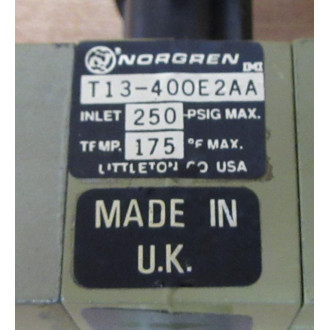 NORGREN
T13-400E2AA
INLET 250 PSIG MAX.
TEMP. 175 °F MAX.
LITTLETON CO USA
MADE IN
U.K.